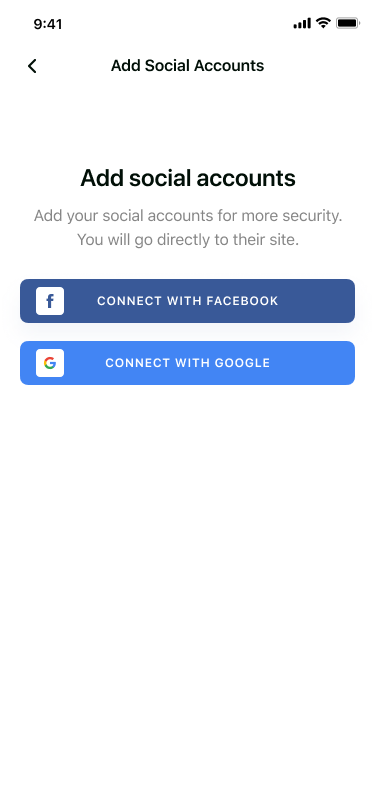 9:41
Add Social Accounts
Add social accounts
Add your social accounts for more security.
You will go directly to their site.
CONNECT WITH FACEBOOK
CONNECT WITH GOOGLE